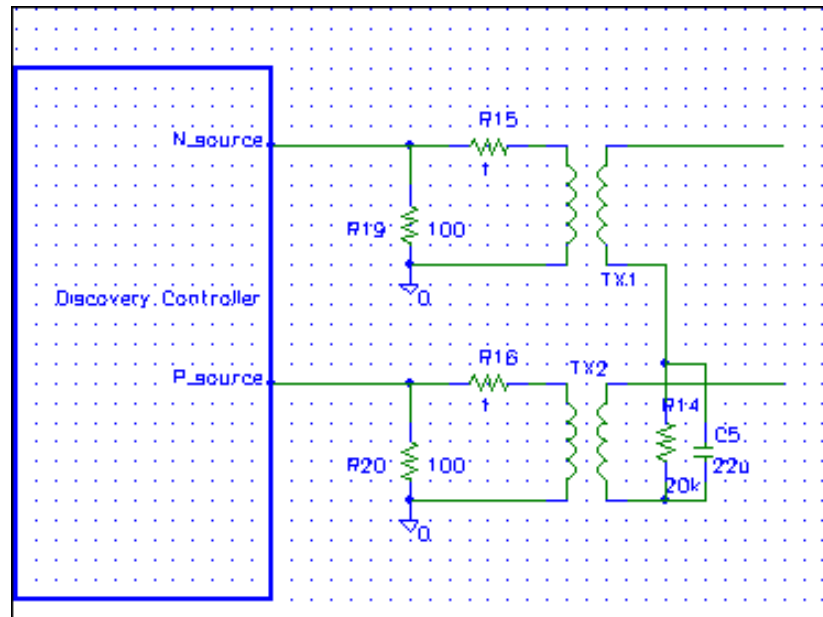 R15
N_source
1
R19
100
0
TX1
Discovery Controller
R16
TX2
P_source
1
R14
C5
R20
100
22u
20k
0